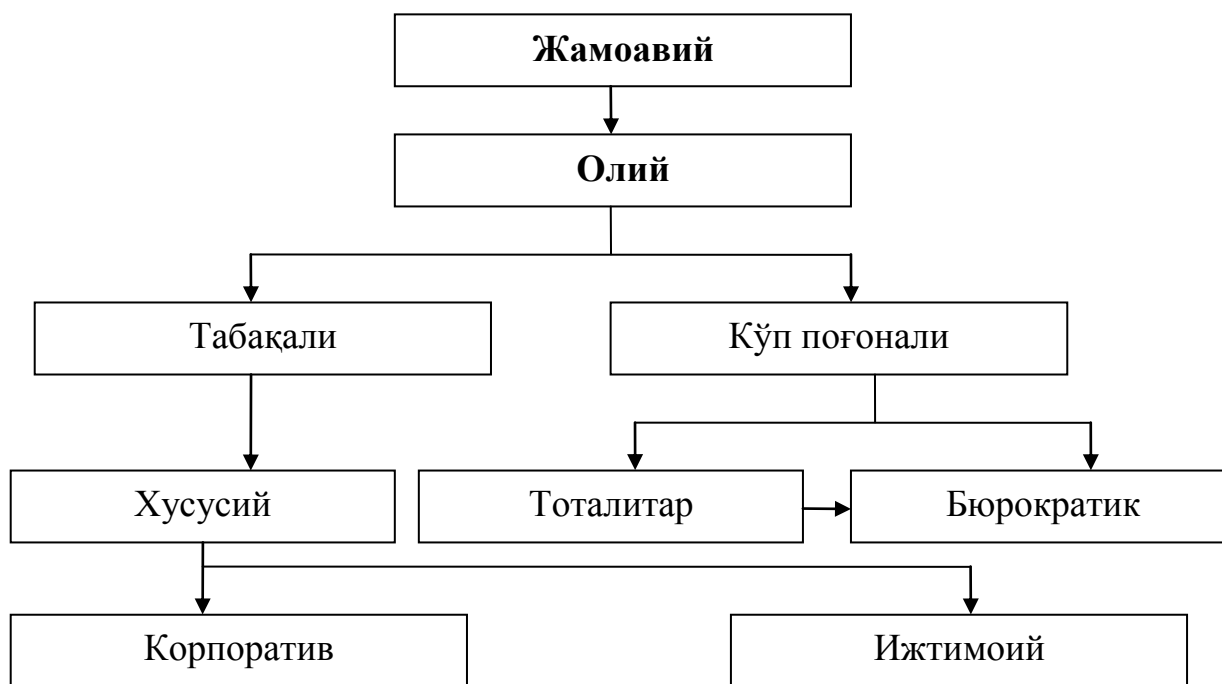 Жамоавий
Олий
Табақали
Кўп поғонали
Хусусий
Тоталитар
Бюрократик
Корпоратив
Ижтимоий